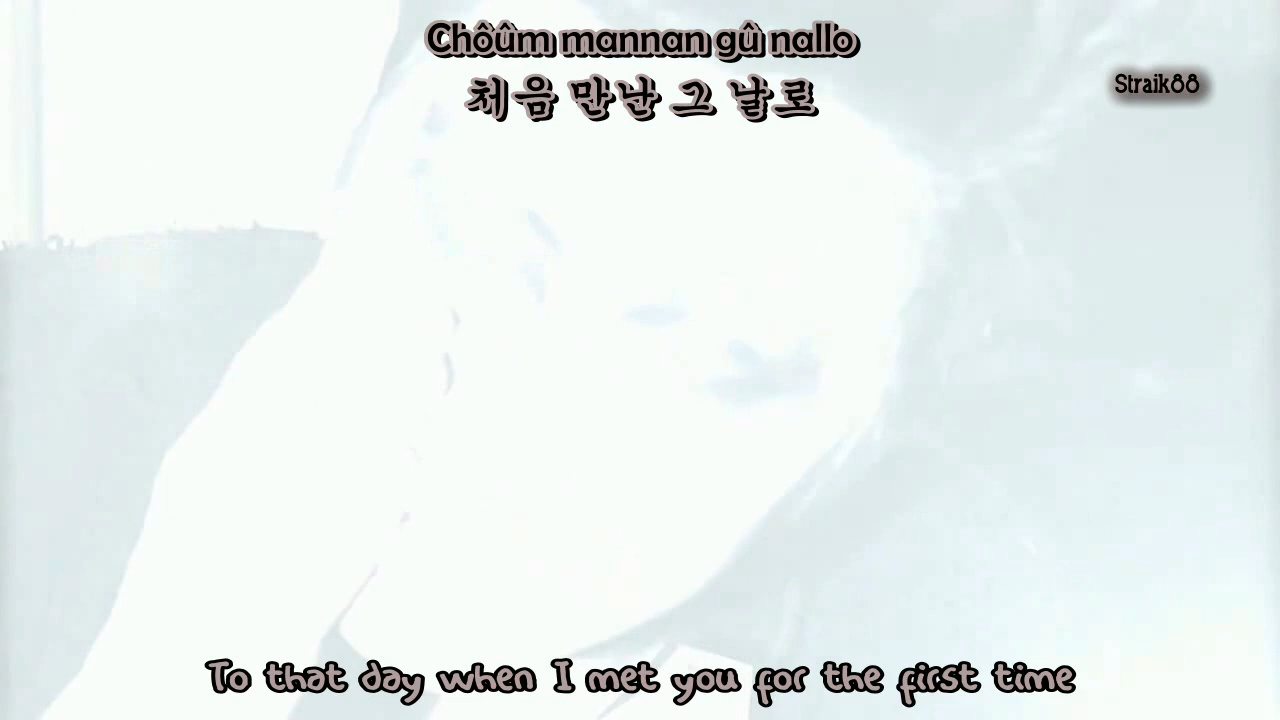 Chôûm mannan gû nallo
처음 만난 그 날로
Straik88
To that day when I met you for the first time